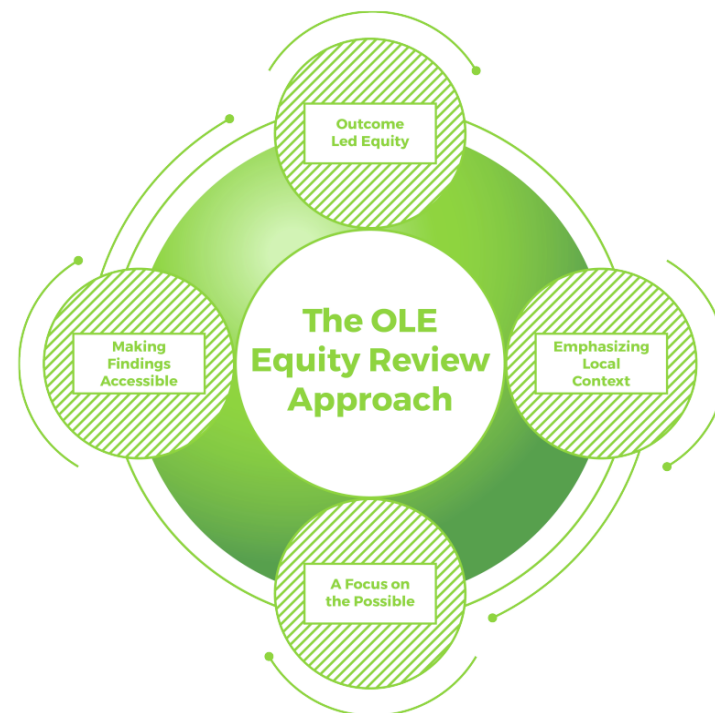 Outcome
Led Equity
The OLE
Equity Review
Approach
Making
Findings
Accessible
Emphasizing
Local
Context
A Focus on
the Possible